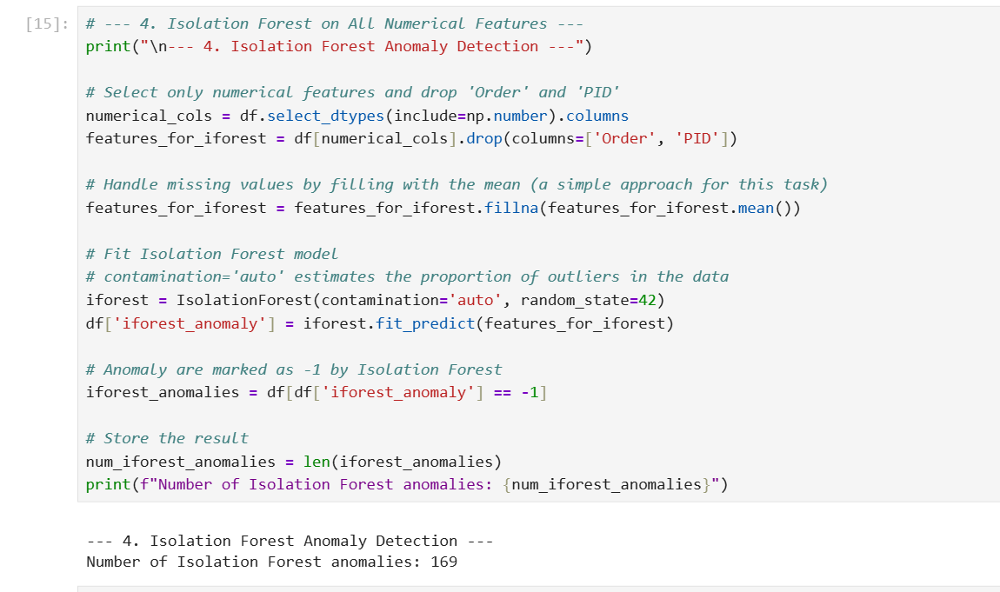 [15]: # --- 4. Isolation Forest on All Numerical Features ---
print("\n--- 4. Isolation Forest Anomaly Detection ---")
# Select only numerical features and drop 'Order' and 'PID'
numerical_cols = df.select_dtypes(include=np.number).columns
features_for_iforest = df[numerical_cols].drop(columns=['Order', 'PID'])
# Handle missing values by filling with the mean (a simple approach for this task)
features_for_iforest = features_for_iforest.fillna(features_for_iforest.mean())
# Fit Isolation Forest model
# contamination='auto' estimates the proportion of outliers in the data
iforest = IsolationForest(contamination='auto', random_state=42)
df['iforest_anomaly'] = iforest.fit_predict(features_for_iforest)
# Anomaly are marked as -1 by Isolation Forest
iforest_anomalies = df[df['iforest_anomaly'] == -1]
# Store the result
num_iforest_anomalies = len(iforest_anomalies)
print(f"Number of Isolation Forest anomalies: {num_iforest_anomalies}")
--- 4. Isolation Forest Anomaly Detection ---
Number of Isolation Forest anomalies: 169